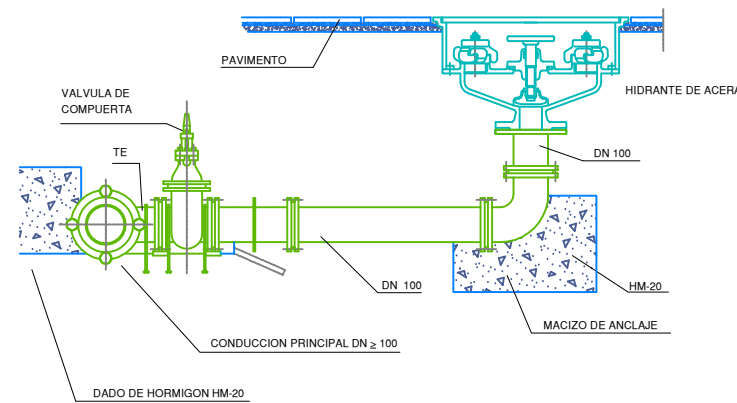 PAVIMENTO
VALVULA DE
COMPUERTA
HIDRANTE DE ACERA
TE
DN 100
DN 100
HM-20
MACIZO DE ANCLAJE
CONDUCCION PRINCIPAL DN ≥ 100
DADO DE HORMIGON HM-20